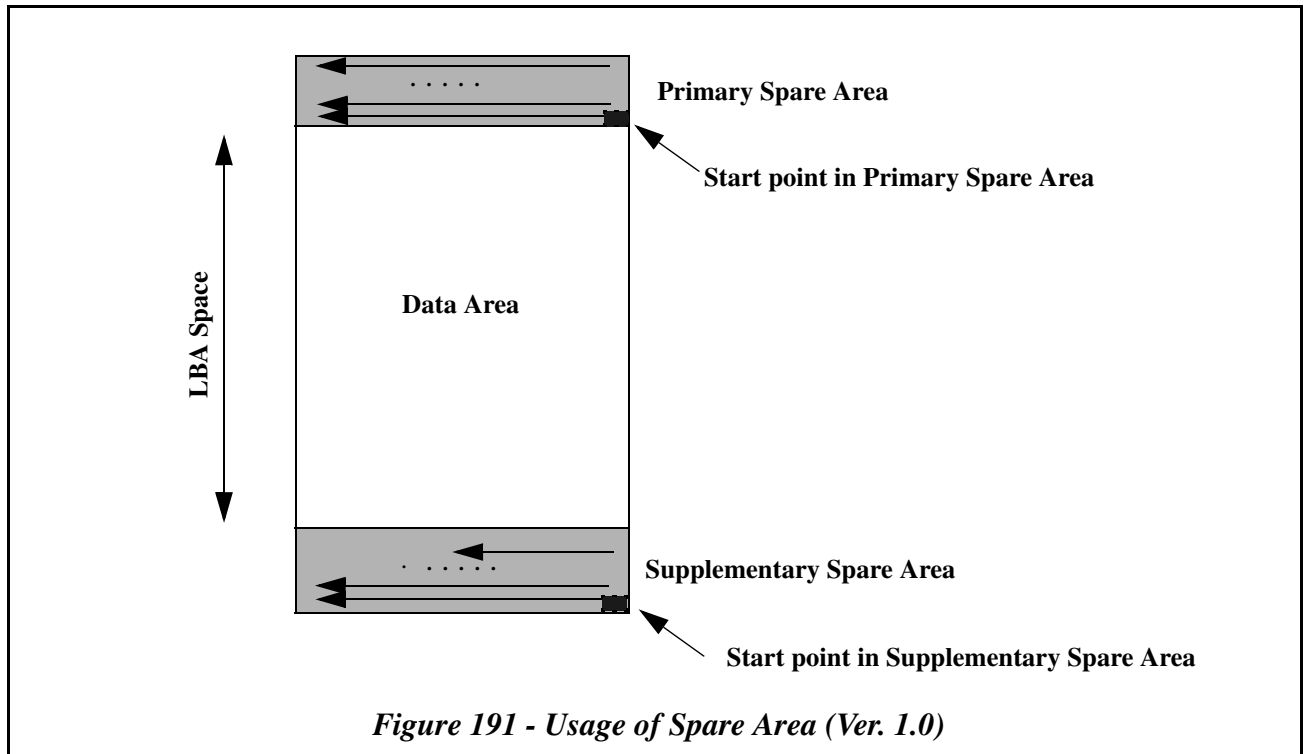 Primary Spare Area
Start point in Primary Spare Area
LBA Space
Data Area
Supplementary Spare Area
Start point in Supplementary Spare Area
Figure 191 - Usage of Spare Area (Ver. 1.0)